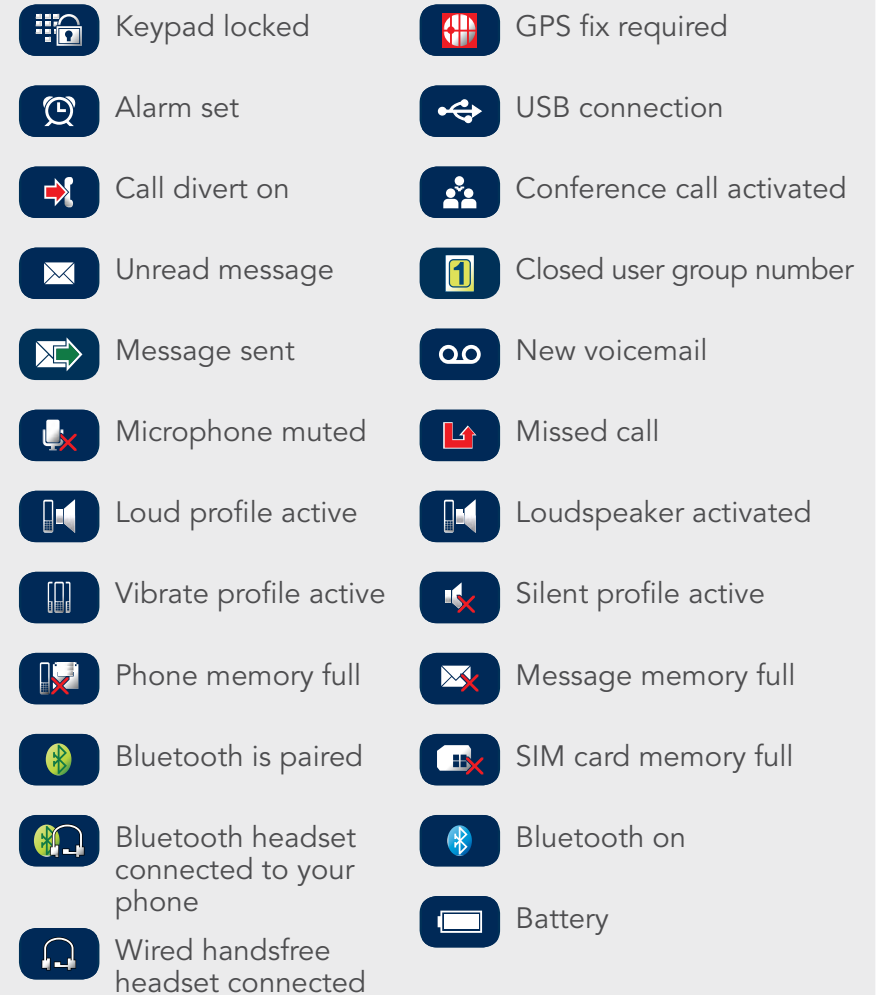 Keypad locked
Alarm set
Call divert on
Unread message
Message sent
Microphone muted
Loud profile active
Vibrate profile active
Phone memory full
Bluetooth is paired
Bluetooth headset
connected to your
phone
Wired handsfree
headset connected
GPS fix required
USB connection
Conference call activated
1
Closed user group number
New voicemail
Missed call
Loudspeaker activated
Silent profile active
Message memory full
SIM card memory full
Bluetooth on
Battery